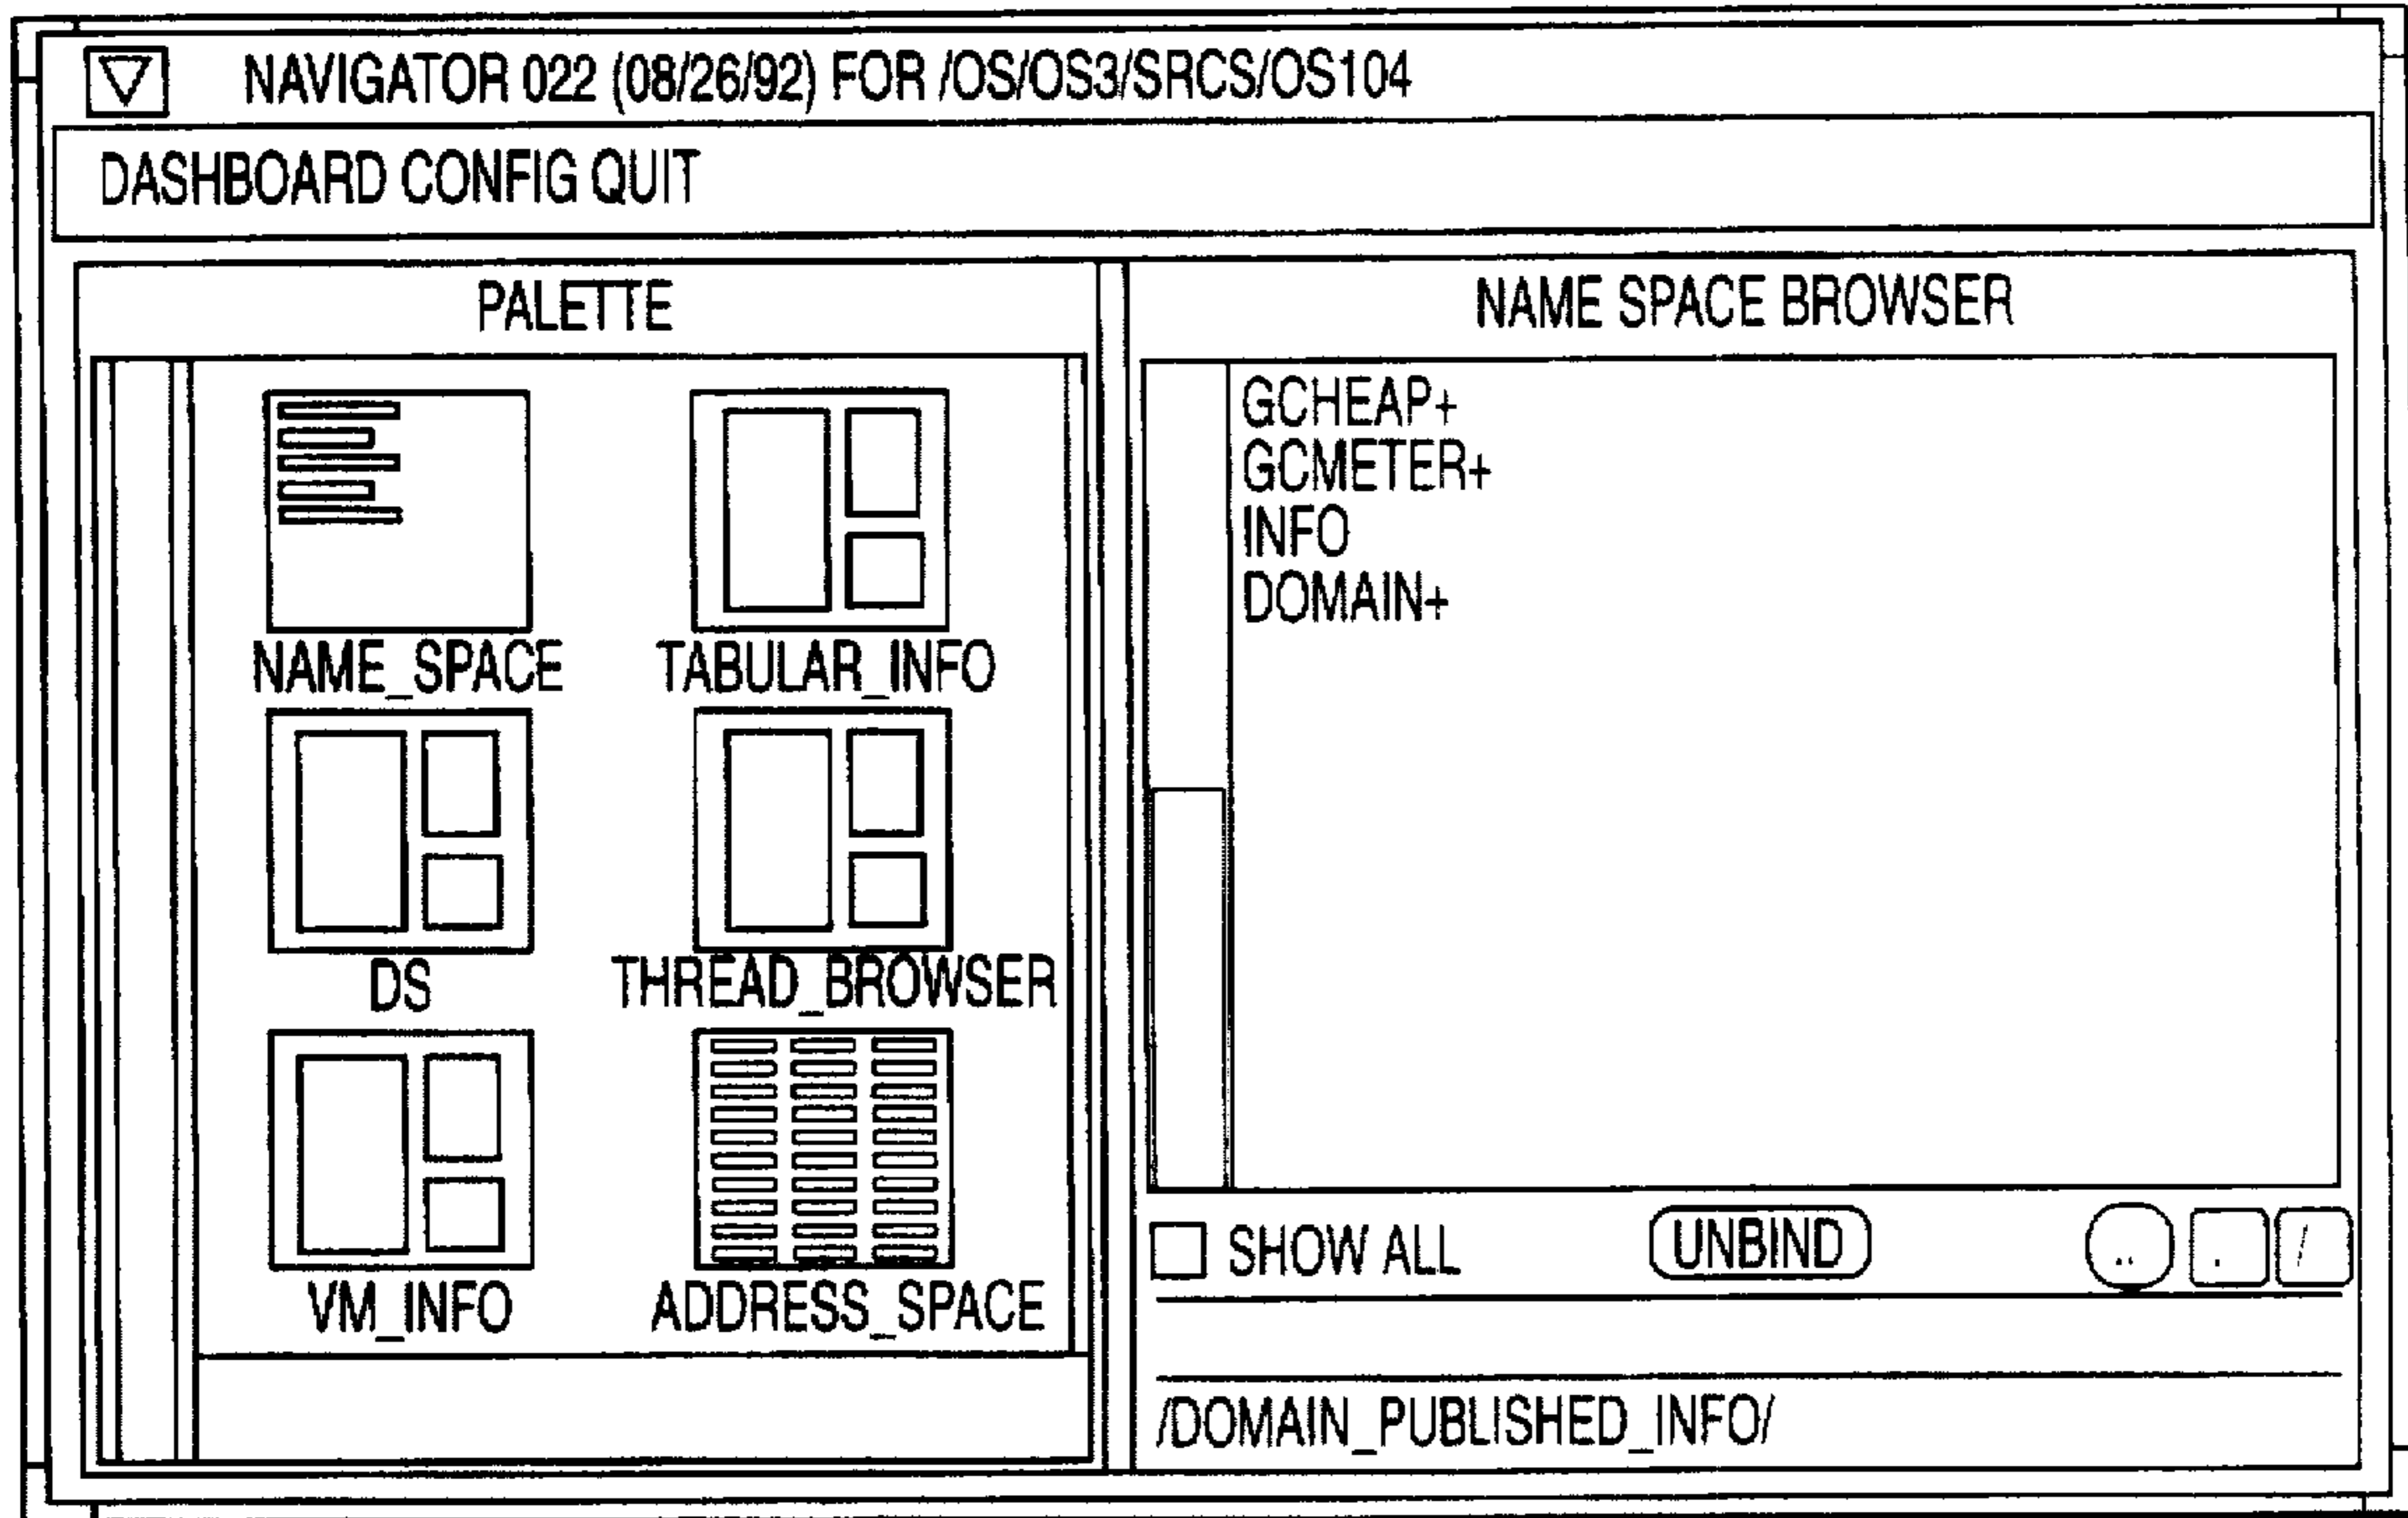 NAVIGATOR 022 (08/26/92) FOR /OS/OS3/SRCS/OS104
DASHBOARD CONFIG QUIT
PALETTE
NAME_SPACE TABULAR_INFO
DS THREAD_BROWSER
VM_INFO ADDRESS_SPACE
NAME SPACE BROWSER
GCHEAP+
GCMETER+
INFO
DOMAIN+
SHOW ALL UNBIND .. . /
/DOMAIN_PUBLISHED_INFO/